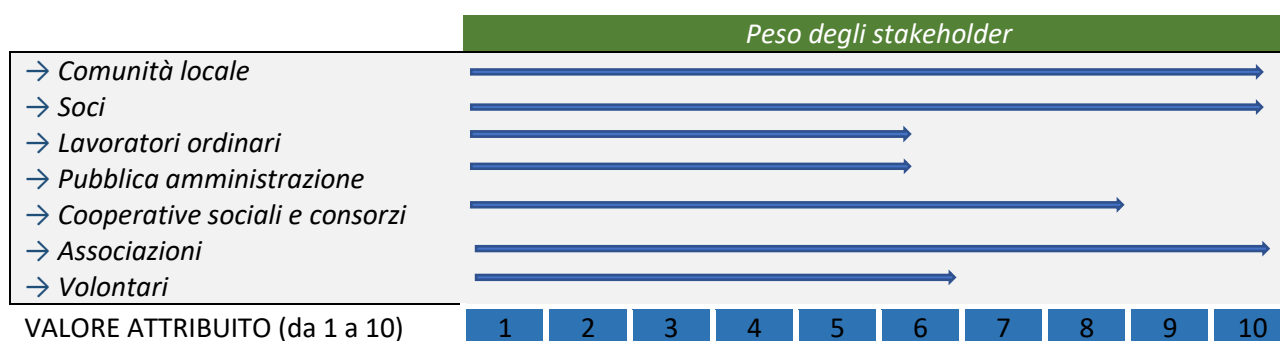 Peso degli stakeholder
→ Comunità locale
→ Soci
→ Lavoratori ordinari
→ Pubblica amministrazione
→ Cooperative sociali e consorzi
→ Associazioni
→ Volontari
VALORE ATTRIBUITO (da 1 a 10) 1 2 3 4 5 6 7 8 9 10